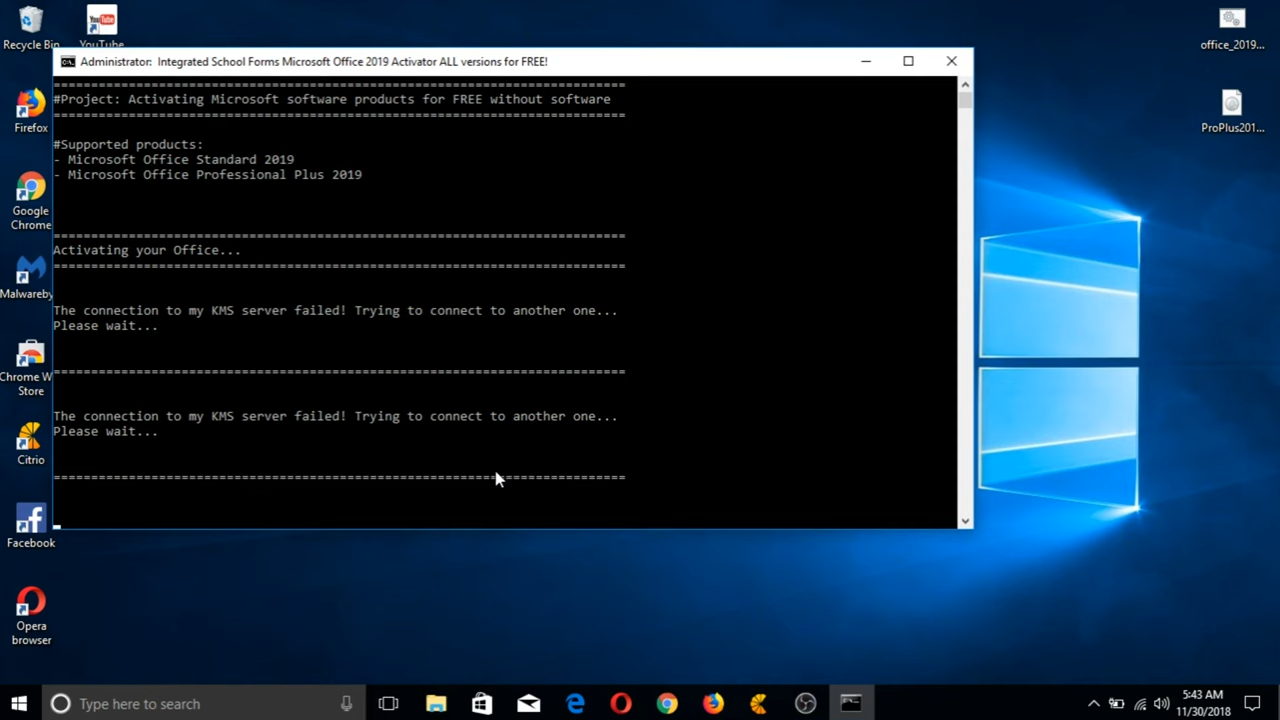 Recycle Bin
YouTube
Firefox
Google
Chrome
Malwareby
Chrome W
Store
Citrio
Facebook
Opera
browser
office_2019...
ProPlus201...
Administrator:  Integrated School Forms Microsoft Office 2019 Activator ALL versions for FREE!
============================================================================
#Project: Activating Microsoft software products for FREE without software
============================================================================
#Supported products:
- Microsoft Office Standard 2019
- Microsoft Office Professional Plus 2019
============================================================================
Activating your Office...
============================================================================
The connection to my KMS server failed! Trying to connect to another one...
Please wait...
============================================================================
The connection to my KMS server failed! Trying to connect to another one...
Please wait...
============================================================================
Type here to search
5:43 AM
11/30/2018